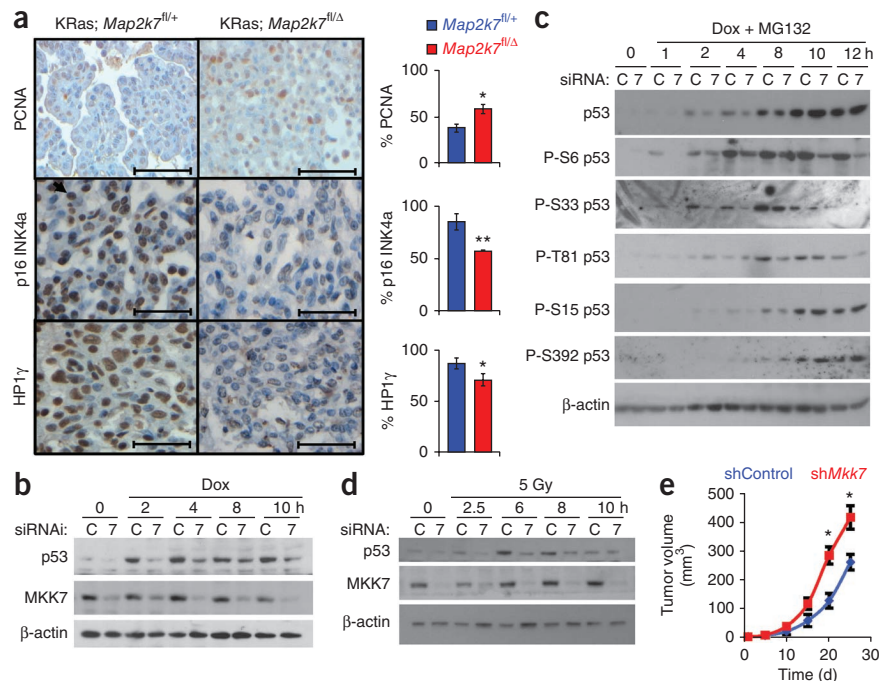 a
KRas; Map2k7fl/+
KRas; Map2k7fl/Δ
Map2k7fl/+
Map2k7fl/Δ
PCNA
% PCNA
100
50
0
*
p16 INK4a
% p16 INK4a
100
50
0
**
HP1γ
% HP1γ
100
50
0
*
b
Dox
0 2 4 8 10 h
siRNAi: C 7 C 7 C 7 C 7 C 7
p53
MKK7
β-actin
c
Dox + MG132
0 1 2 4 8 10 12 h
siRNA: C 7 C 7 C 7 C 7 C 7 C 7 C 7
p53
P-S6 p53
P-S33 p53
P-T81 p53
P-S15 p53
P-S392 p53
β-actin
d
5 Gy
0 2.5 6 8 10 h
siRNA: C 7 C 7 C 7 C 7 C 7
p53
MKK7
β-actin
e
shControl shMkk7
Tumor volume
(mm3)
500
400
300
200
100
0
* *
0 10 20 30
Time (d)